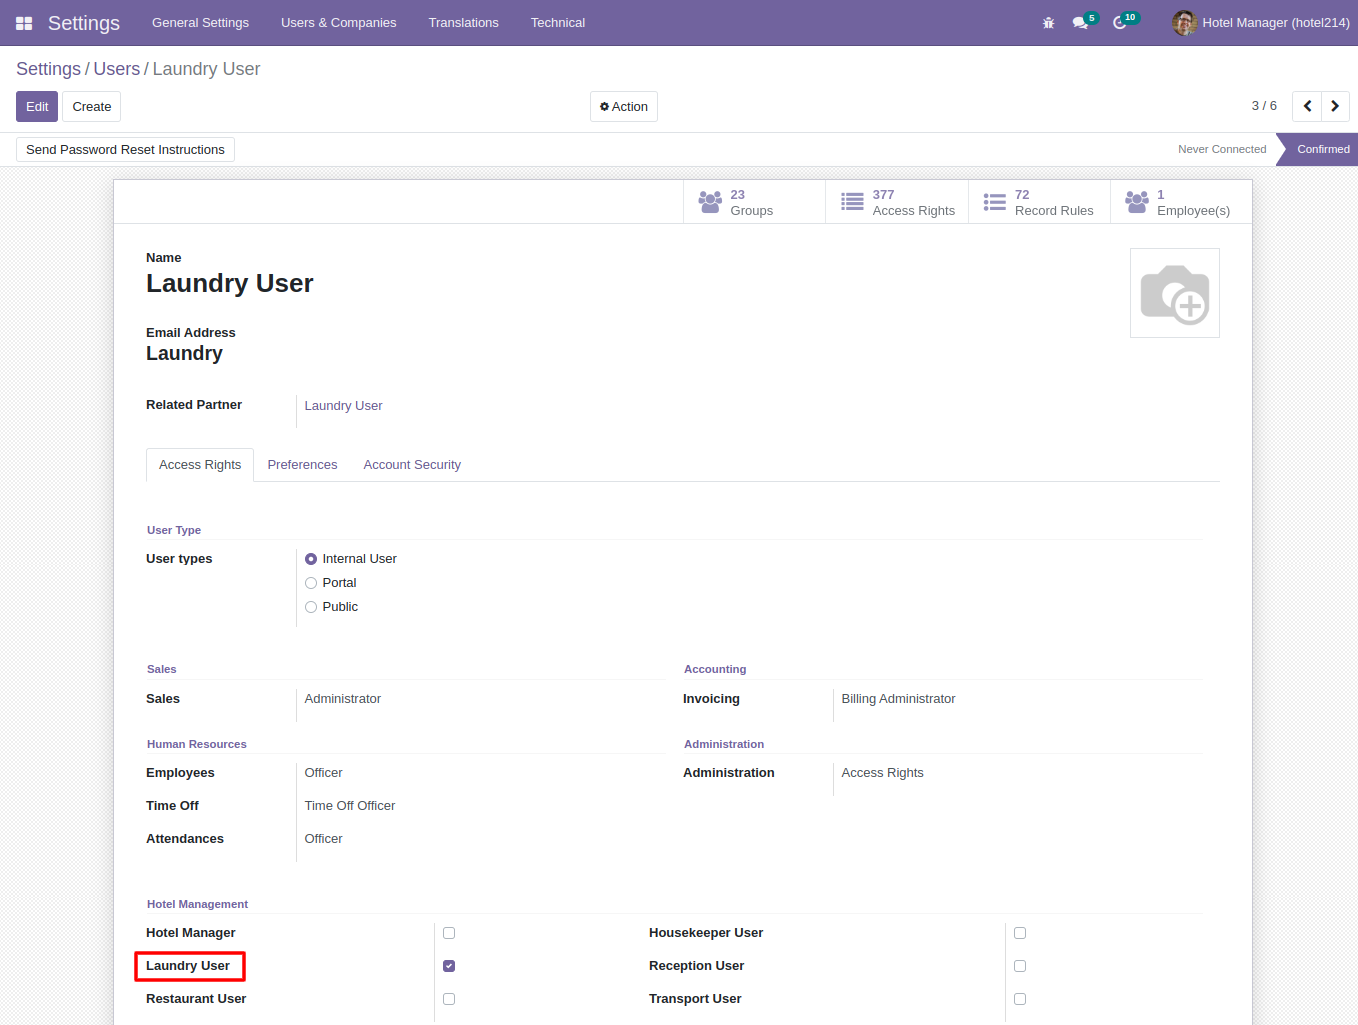 Settings General Settings Users & Companies Translations Technical 5 10 Hotel Manager (hotel214)
Settings / Users / Laundry User
Edit Create Action 3 / 6
Send Password Reset Instructions Never Connected Confirmed
23 Groups 377 Access Rights 72 Record Rules 1 Employee(s)
Name
Laundry User
Email Address
Laundry
Related Partner Laundry User
Access Rights Preferences Account Security
User Type
User types Internal User
Portal
Public
Sales Accounting
Sales Administrator Invoicing Billing Administrator
Human Resources Administration
Employees Officer Administration Access Rights
Time Off Time Off Officer
Attendances Officer
Hotel Management
Hotel Manager Housekeeper User
Laundry User Reception User
Restaurant User Transport User